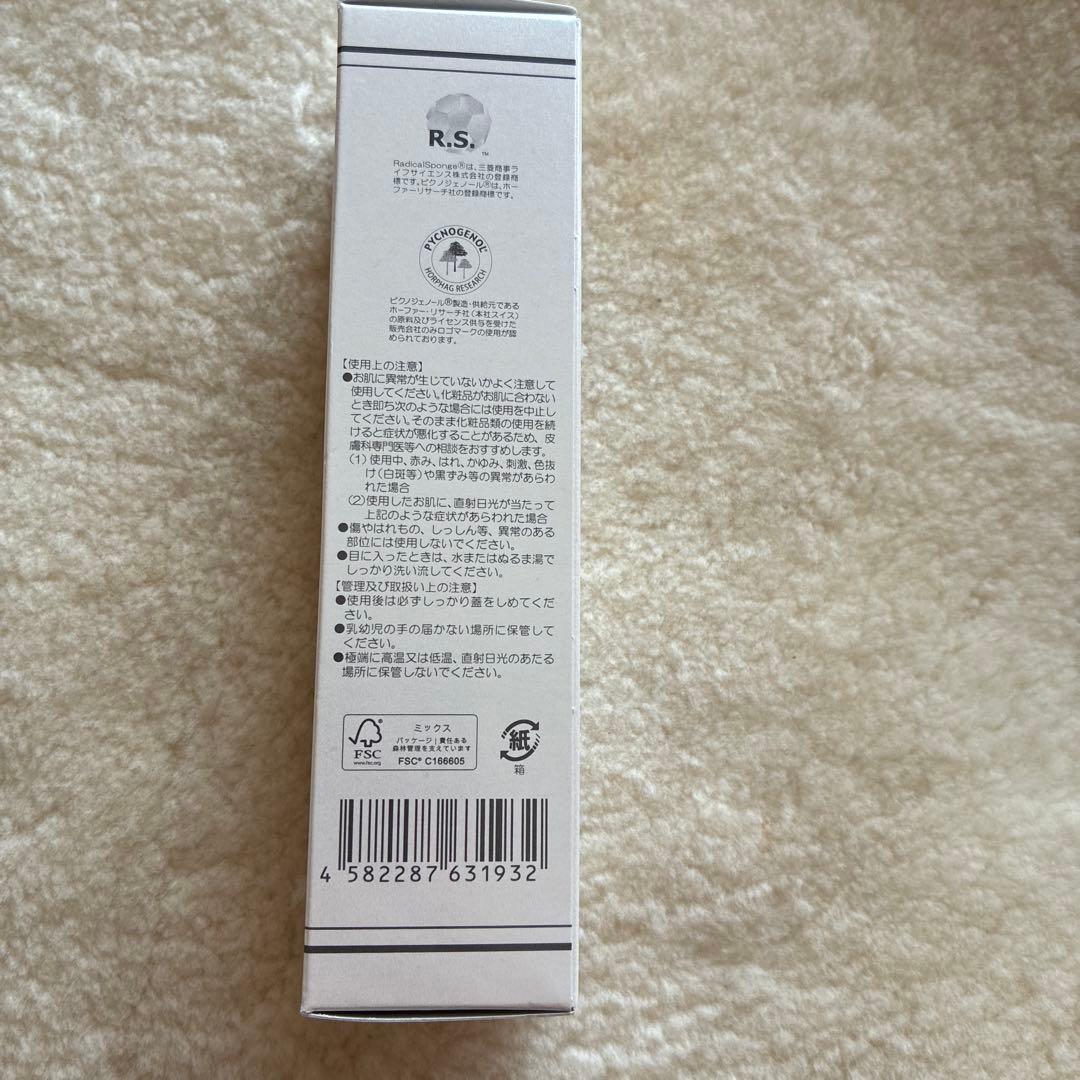 R.S.™
RadicalSponge®は、三菱商事ラ
イフサイエンス株式会社の登録商
標です。ピクノジェノール®は、ホー
ファーリサーチ社の登録商標です。
PYCNOGENOL®
HORPHAG RESEARCH
ピクノジェノール®製造・供給元である
ホーファー・リサーチ社(本社スイス)
の原料及びライセンス供与を受けた
販売会社のみロゴマークの使用が認
められております。
【使用上の注意】
●お肌に異常が生じていないかよく注意して
使用してください。化粧品がお肌に合わない
とき即ち次のような場合には使用を中止し
てください。そのまま化粧品類の使用を続
けると症状が悪化することがあるため、皮
膚科専門医等への相談をおすすめします。
(1)使用中、赤み、はれ、かゆみ、刺激、色抜
け(白斑等)や黒ずみ等の異常があらわ
れた場合
(2)使用したお肌に、直射日光が当たって
上記のような症状があらわれた場合
●傷やはれもの、しっしん等、異常のある
部位には使用しないでください。
●目に入ったときは、水またはぬるま湯で
しっかり洗い流してください。
【管理及び取扱い上の注意】
●使用後は必ずしっかり蓋をしめてくだ
さい。
●乳幼児の手の届かない場所に保管して
ください。
●極端に高温又は低温、直射日光のあたる
場所に保管しないでください。
FSC
www.fsc.org
ミックス
パッケージ|責任ある
森林管理を支えています
FSC® C166605
紙
箱
4 582287 631932